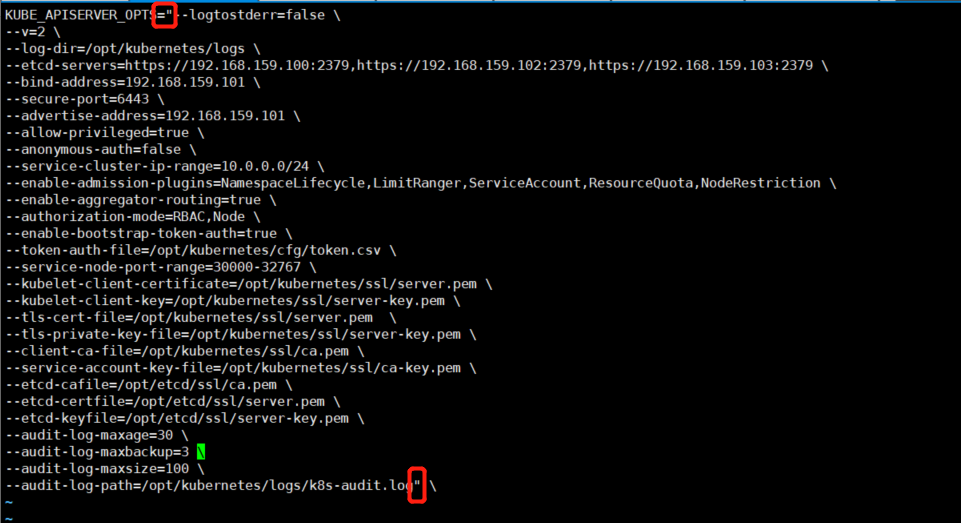 KUBE_APISERVER_OPTS="--logtostderr=false \
--v=2 \
--log-dir=/opt/kubernetes/logs \
--etcd-servers=https://192.168.159.100:2379,https://192.168.159.102:2379,https://192.168.159.103:2379 \
--bind-address=192.168.159.101 \
--secure-port=6443 \
--advertise-address=192.168.159.101 \
--allow-privileged=true \
--anonymous-auth=false \
--service-cluster-ip-range=10.0.0.0/24 \
--enable-admission-plugins=NamespaceLifecycle,LimitRanger,ServiceAccount,ResourceQuota,NodeRestriction \
--enable-aggregator-routing=true \
--authorization-mode=RBAC,Node \
--enable-bootstrap-token-auth=true \
--token-auth-file=/opt/kubernetes/cfg/token.csv \
--service-node-port-range=30000-32767 \
--kubelet-client-certificate=/opt/kubernetes/ssl/server.pem \
--kubelet-client-key=/opt/kubernetes/ssl/server-key.pem \
--tls-cert-file=/opt/kubernetes/ssl/server.pem  \
--tls-private-key-file=/opt/kubernetes/ssl/server-key.pem \
--client-ca-file=/opt/kubernetes/ssl/ca.pem \
--service-account-key-file=/opt/kubernetes/ssl/ca-key.pem \
--etcd-cafile=/opt/etcd/ssl/ca.pem \
--etcd-certfile=/opt/etcd/ssl/server.pem \
--etcd-keyfile=/opt/etcd/ssl/server-key.pem \
--audit-log-maxage=30 \
--audit-log-maxbackup=3 \
--audit-log-maxsize=100 \
--audit-log-path=/opt/kubernetes/logs/k8s-audit.log" \
~
~